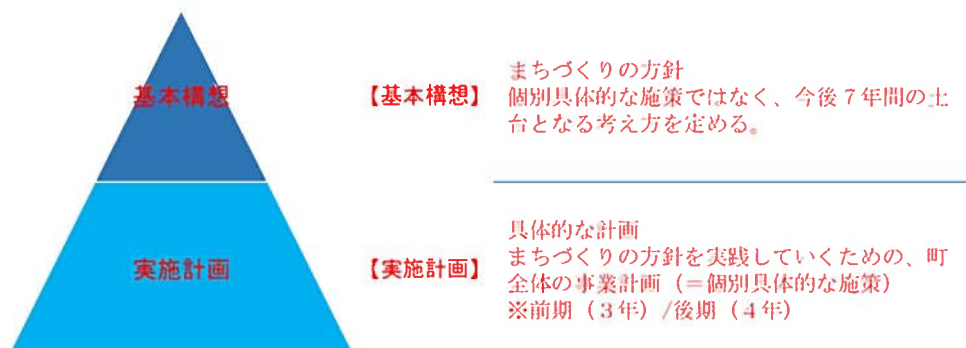 基本構想
【基本構想】
まちづくりの方針
個別具体的な施策ではなく、今後７年間の土
台となる考え方を定める。
実施計画
【実施計画】
具体的な計画
まちづくりの方針を実践していくための、町
全体の事業計画（＝個別具体的な施策）
※前期（３年）/後期（４年）